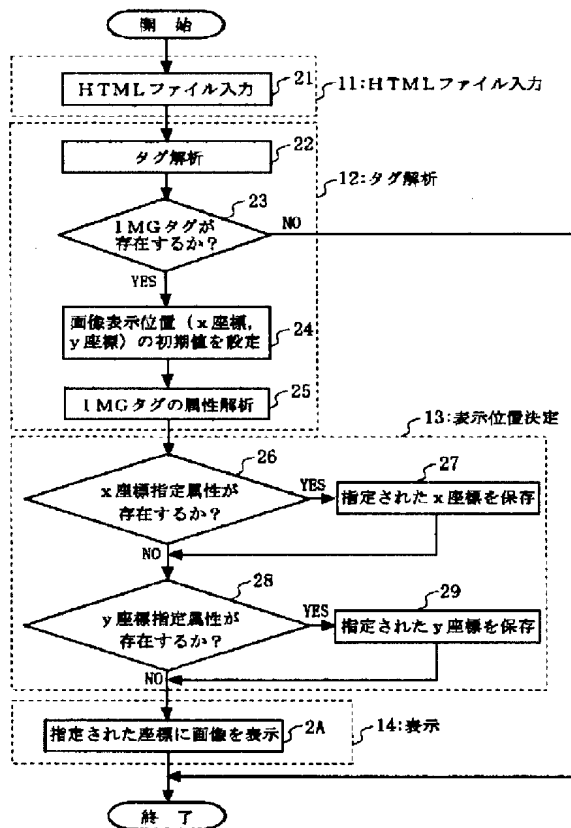 開始
21
HTMLファイル入力
11:HTMLファイル入力
22
タグ解析
12:タグ解析
23
IMGタグが
存在するか?
NO
YES
画像表示位置(x座標,
y座標)の初期値を設定
24
25
IMGタグの属性解析
13:表示位置決定
26
x座標指定属性が
存在するか?
YES
27
指定されたx座標を保存
NO
28
y座標指定属性が
存在するか?
YES
29
指定されたy座標を保存
NO
指定された座標に画像を表示
2A
14:表示
終了